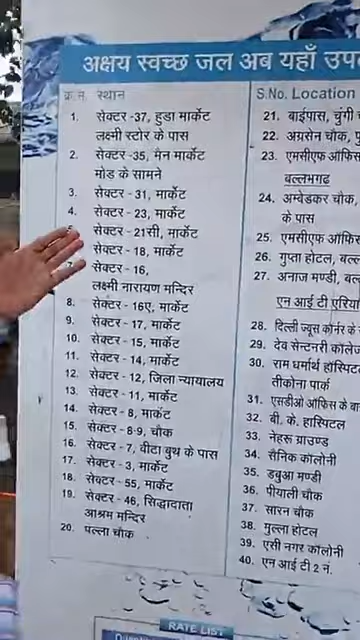 अक्षय स्वच्छ जल अब यहाँ
क्र.न. स्थान
1. सेक्टर-37, हुडा मार्केट
लक्ष्मी स्टोर के पास
2. सेक्टर-35, मैन मार्केट
मोड़ के सामने
3. सेक्टर - 31, मार्केट
4. सेक्टर - 23, मार्केट
सेक्टर - 21सी, मार्केट
सेक्टर - 18, मार्केट
सेक्टर - 16,
लक्ष्मी नारायण मन्दिर
8. सेक्टर - 16ए, मार्केट
9. सेक्टर - 17, मार्केट
10. सेक्टर - 15, मार्केट
11. सेक्टर - 14, मार्केट
12. सेक्टर - 12, जिला न्यायालय
13. सेक्टर - 11, मार्केट
14. सेक्टर - 8, मार्केट
15. सेक्टर -8-9, चौक
16. सेक्टर - 7, वीटा बुथ के पास
17. सेक्टर - 3, मार्केट
18. सेक्टर - 55, मार्केट
19. सेक्टर - 46, सिद्धादाता
आश्रम मन्दिर
20. पल्ला चौक
S.No. Location
21. बाईपास, चुंगी
22. अग्रसेन चौक,
23. एमसीएफ ऑफिस
बल्लभगढ
24. अम्बेडकर चौक,
के पास
25. एमसीएफ ऑफिस
26. गुप्ता होटल,
27. अनाज मण्डी,
एन आई टी एरिया
28. दिल्ली ज्यूस कॉर्नर के
29. देव सेन्टनरी कॉलेज
30. राम धर्मार्थ हॉस्पिटल
तीकोना पार्क
31. एसडीओ ऑफिस के
32. बी. के. हास्पिटल
33. नेहरू ग्राउण्ड
34. सैनिक कॉलोनी
35. डबुआ मण्डी
36. पीयाली चौक
37. सारन चौक
38. मुल्ला होटल
39. एसी नगर कॉलोनी
40. एन आई टी 2 नं.
RATE LIST